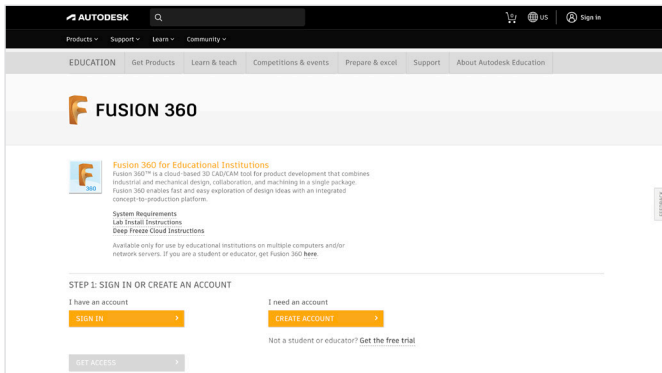 AUTODESK
US
Sign in
Products
Support
Learn
Community
EDUCATION
Get Products
Learn & teach
Competitions & events
Prepare & excel
Support
About Autodesk Education
FUSION 360
360
Fusion 360 for Educational Institutions
Fusion 360™ is a cloud-based 3D CAD/CAM tool for product development that combines
industrial and mechanical design, collaboration, and machining in a single package.
Fusion 360 enables fast and easy exploration of design ideas with an integrated
concept-to-production platform.
System Requirements
Lab Install Instructions
Deep Freeze Cloud Instructions
Available only for use by educational institutions on multiple computers and/or
network servers. If you are a student or educator, get Fusion 360 here.
FEEDBACK
STEP 1: SIGN IN OR CREATE AN ACCOUNT
I have an account
SIGN IN
I need an account
CREATE ACCOUNT
Not a student or educator? Get the free trial
GET ACCESS